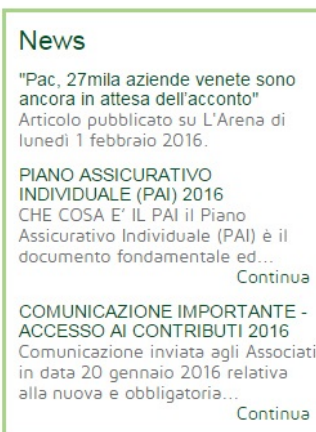 News
"Pac, 27mila aziende venete sono
ancora in attesa dell'acconto"
Articolo pubblicato su L'Arena di
lunedì 1 febbraio 2016.
PIANO ASSICURATIVO
INDIVIDUALE (PAI) 2016
CHE COSA E' IL PAI il Piano
Assicurativo Individuale (PAI) è il
documento fondamentale ed...
Continua
COMUNICAZIONE IMPORTANTE -
ACCESSO AI CONTRIBUTI 2016
Comunicazione inviata agli Associati
in data 20 gennaio 2016 relativa
alla nuova e obbligatoria...
Continua